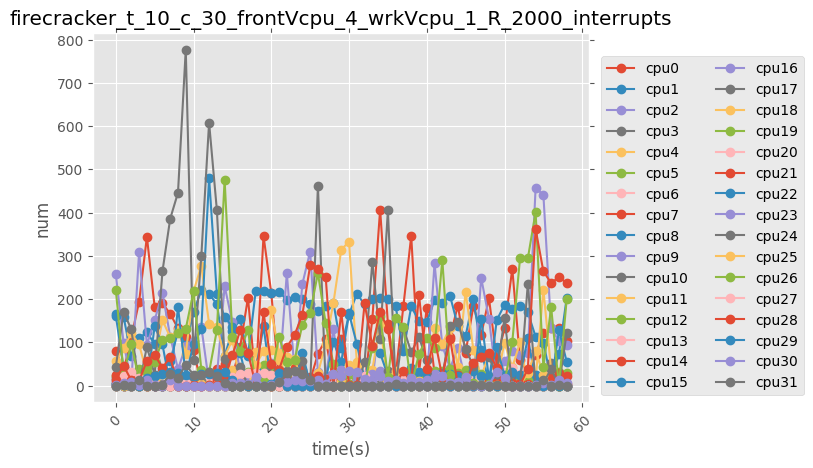 firecracker_t_10_c_30_frontVcpu_4_wrkVcpu_1_R_2000_interrupts
800
700
600
500
400
300
200
100
0
num
0
10
20
30
40
50
60
time(s)
cpu0
cpu1
cpu2
cpu3
cpu4
cpu5
cpu6
cpu7
cpu8
cpu9
cpu10
cpu11
cpu12
cpu13
cpu14
cpu15
cpu16
cpu17
cpu18
cpu19
cpu20
cpu21
cpu22
cpu23
cpu24
cpu25
cpu26
cpu27
cpu28
cpu29
cpu30
cpu31